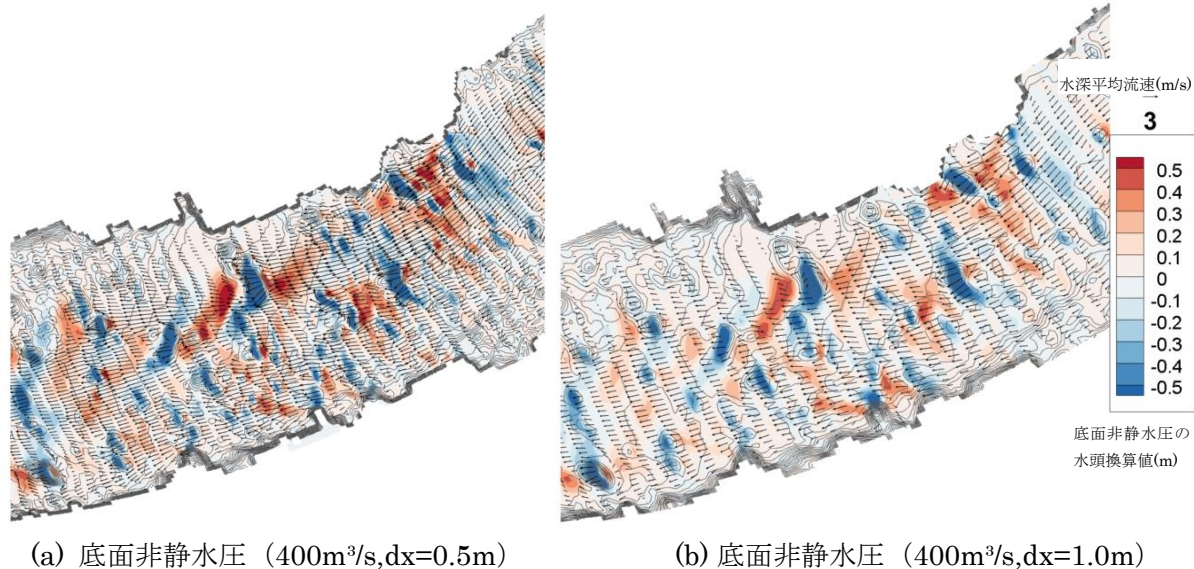 水深平均流速(m/s)
3
0.5
0.4
0.3
0.2
0.1
0
-0.1
-0.2
-0.3
-0.4
-0.5
底面非静水圧の
水頭換算値(m)
(a) 底面非静水圧（400m³/s,dx=0.5m）
(b) 底面非静水圧（400m³/s,dx=1.0m）